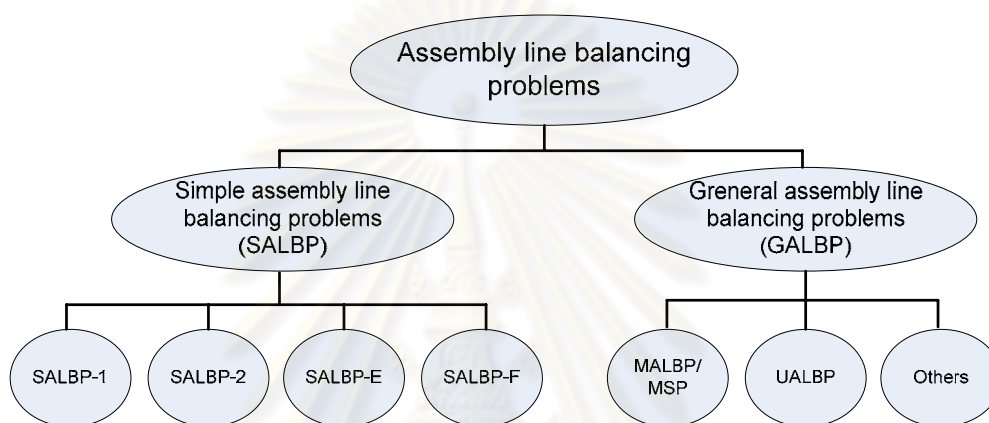 Assembly line balancing
problems
Simple assembly line
balancing problems
(SALBP)
Greneral assembly line
balancing problems
(GALBP)
SALBP-1
SALBP-2
SALBP-E
SALBP-F
MALBP/
MSP
UALBP
Others